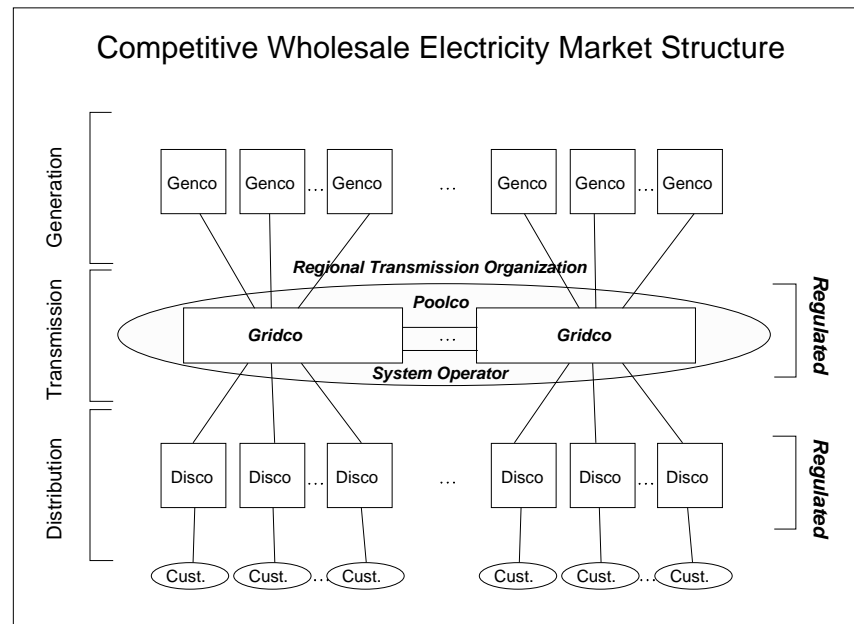 Competitive Wholesale Electricity Market Structure
Generation
Genco Genco ... Genco ... Genco Genco ... Genco
Regional Transmission Organization
Transmission
Poolco
Gridco ... Gridco
System Operator
Regulated
Distribution
Disco Disco ... Disco ... Disco Disco ... Disco
Regulated
Cust. Cust. ... Cust. Cust. Cust. ... Cust.